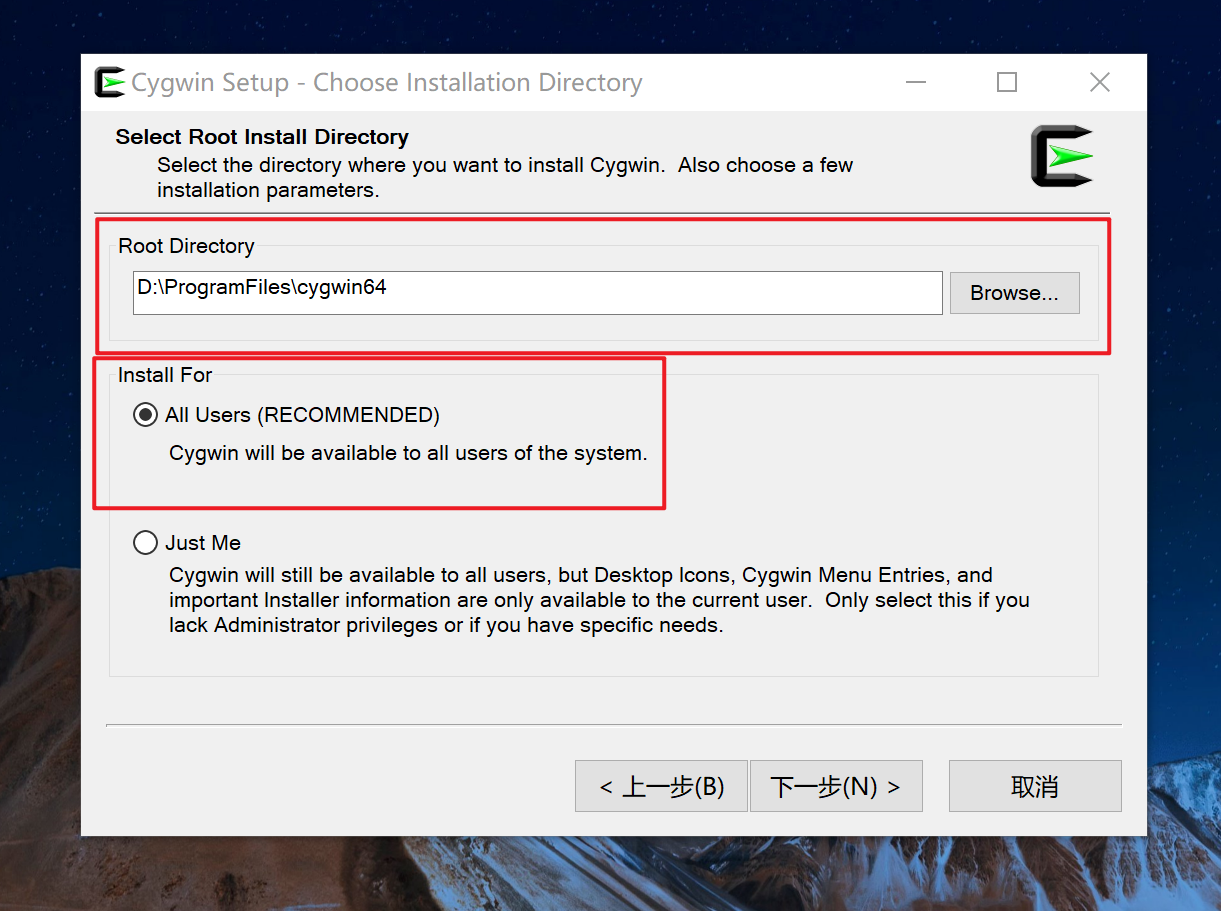 Cygwin Setup - Choose Installation Directory
Select Root Install Directory
Select the directory where you want to install Cygwin.  Also choose a few
installation parameters.
Root Directory
D:\ProgramFiles\cygwin64
Browse...
Install For
All Users (RECOMMENDED)
Cygwin will be available to all users of the system.
Just Me
Cygwin will still be available to all users, but Desktop Icons, Cygwin Menu Entries, and
important Installer information are only available to the current user.  Only select this if you
lack Administrator privileges or if you have specific needs.
< 上一步(B)
下一步(N) >
取消